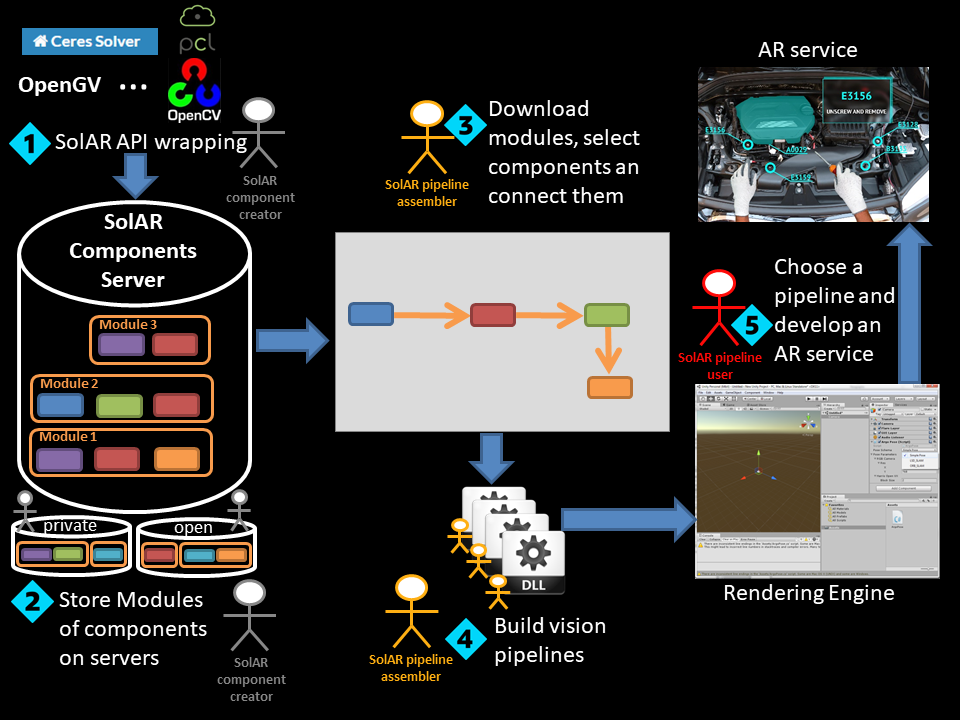 Ceres Solver
pcl
OpenGV ...
OpenCV
1
SolAR API wrapping
SolAR
component
creator
SolAR
Components
Server
Module 3
Module 2
Module 1
private
open
2
Store Modules
of components
on servers
SolAR
component
creator
3
Download
modules, select
components an
connect them
SolAR pipeline
assembler
DLL
SolAR pipeline
assembler
4
Build vision
pipelines
AR service
E3156
UNSCREW AND REMOVE
E3156
A0029
E3159
E3128
5
Choose a
pipeline and
develop an
AR service
SolAR pipeline
user
Rendering Engine